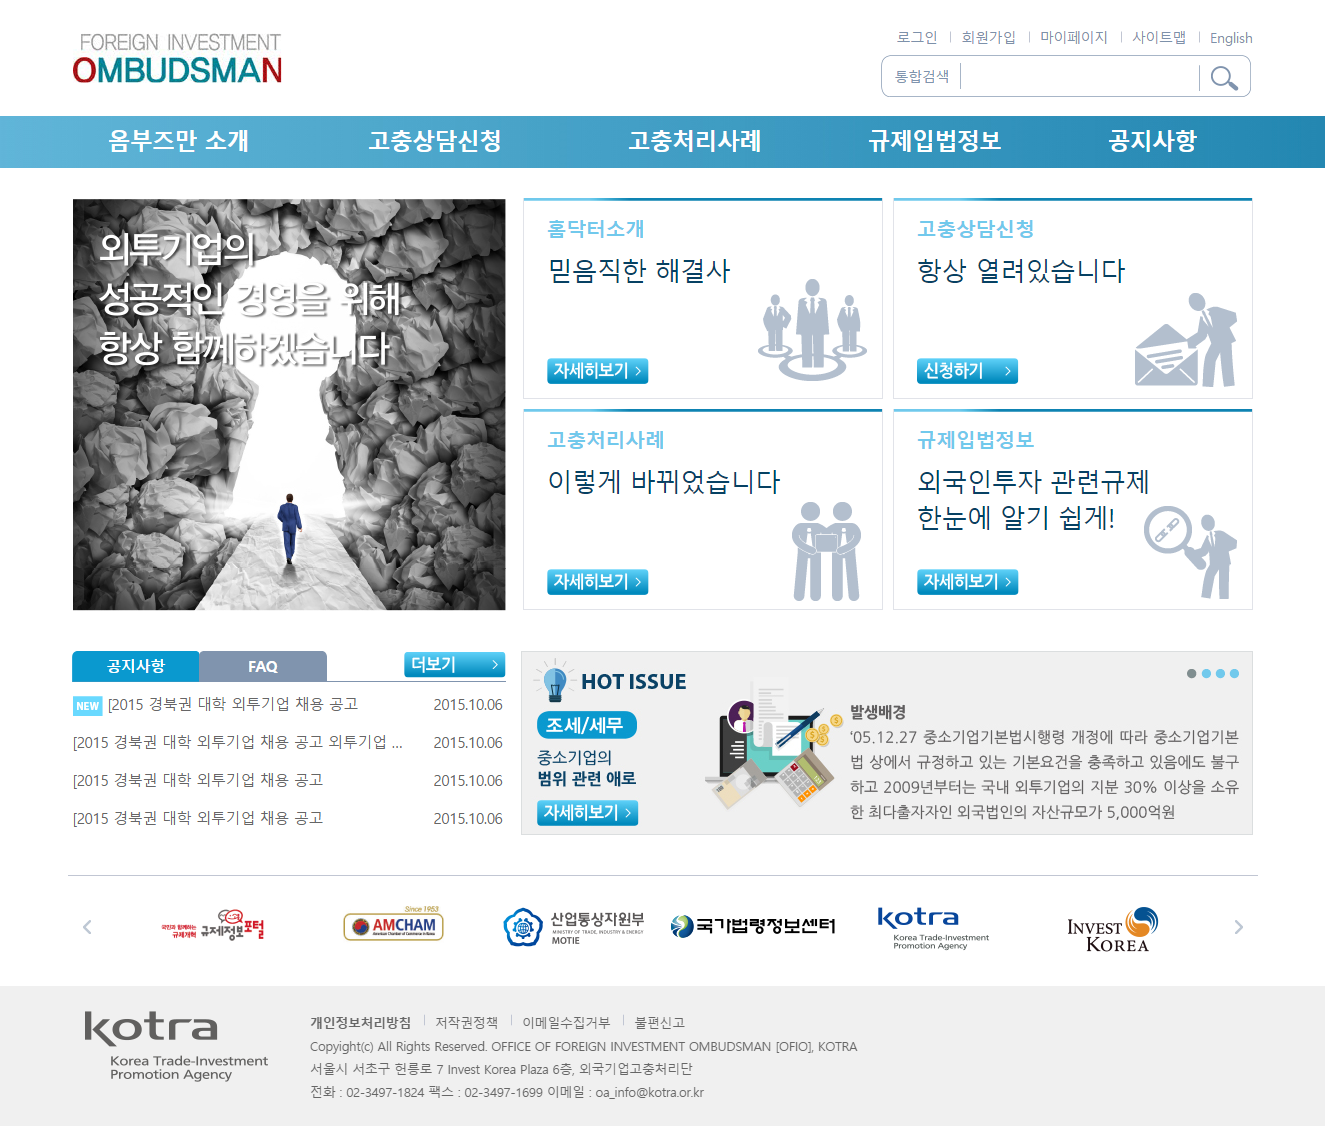 FOREIGN INVESTMENT
OMBUDSMAN
로그인 회원가입 마이페이지 사이트맵 English
통합검색
옴부즈만 소개 고충상담신청 고충처리사례 규제입법정보 공지사항
외투기업의
성공적인 경영을 위해
항상 함께하겠습니다
홈닥터소개
믿음직한 해결사
자세히보기
고충상담신청
항상 열려있습니다
신청하기
고충처리사례
이렇게 바뀌었습니다
자세히보기
규제입법정보
외국인투자 관련규제
한눈에 알기 쉽게!
자세히보기
공지사항 FAQ 더보기
NEW [2015 경북권 대학 외투기업 채용 공고 2015.10.06
[2015 경북권 대학 외투기업 채용 공고 외투기업 ... 2015.10.06
[2015 경북권 대학 외투기업 채용 공고 2015.10.06
[2015 경북권 대학 외투기업 채용 공고 2015.10.06
HOT ISSUE
조세/세무
중소기업의
범위 관련 애로
자세히보기
발생배경
‘05.12.27 중소기업기본법시행령 개정에 따라 중소기업기본
법 상에서 규정하고 있는 기본요건을 충족하고 있음에도 불구
하고 2009년부터는 국내 외투기업의 지분 30% 이상을 소유
한 최다출자자인 외국법인의 자산규모가 5,000억원
국민과 함께하는
규제개혁 규제정보포털
Since 1953
AMCHAM
American Chamber of Commerce in Korea
산업통상자원부
MINISTRY OF TRADE, INDUSTRY & ENERGY
MOTIE
국가법령정보센터
kotra
Korea Trade-Investment
Promotion Agency
INVEST
KOREA
kotra
Korea Trade-Investment
Promotion Agency
개인정보처리방침 저작권정책 이메일수집거부 불편신고
Copyight(c) All Rights Reserved. OFFICE OF FOREIGN INVESTMENT OMBUDSMAN [OFIO], KOTRA
서울시 서초구 헌릉로 7 Invest Korea Plaza 6층, 외국기업고충처리단
전화 : 02-3497-1824 팩스 : 02-3497-1699 이메일 : oa_info@kotra.or.kr